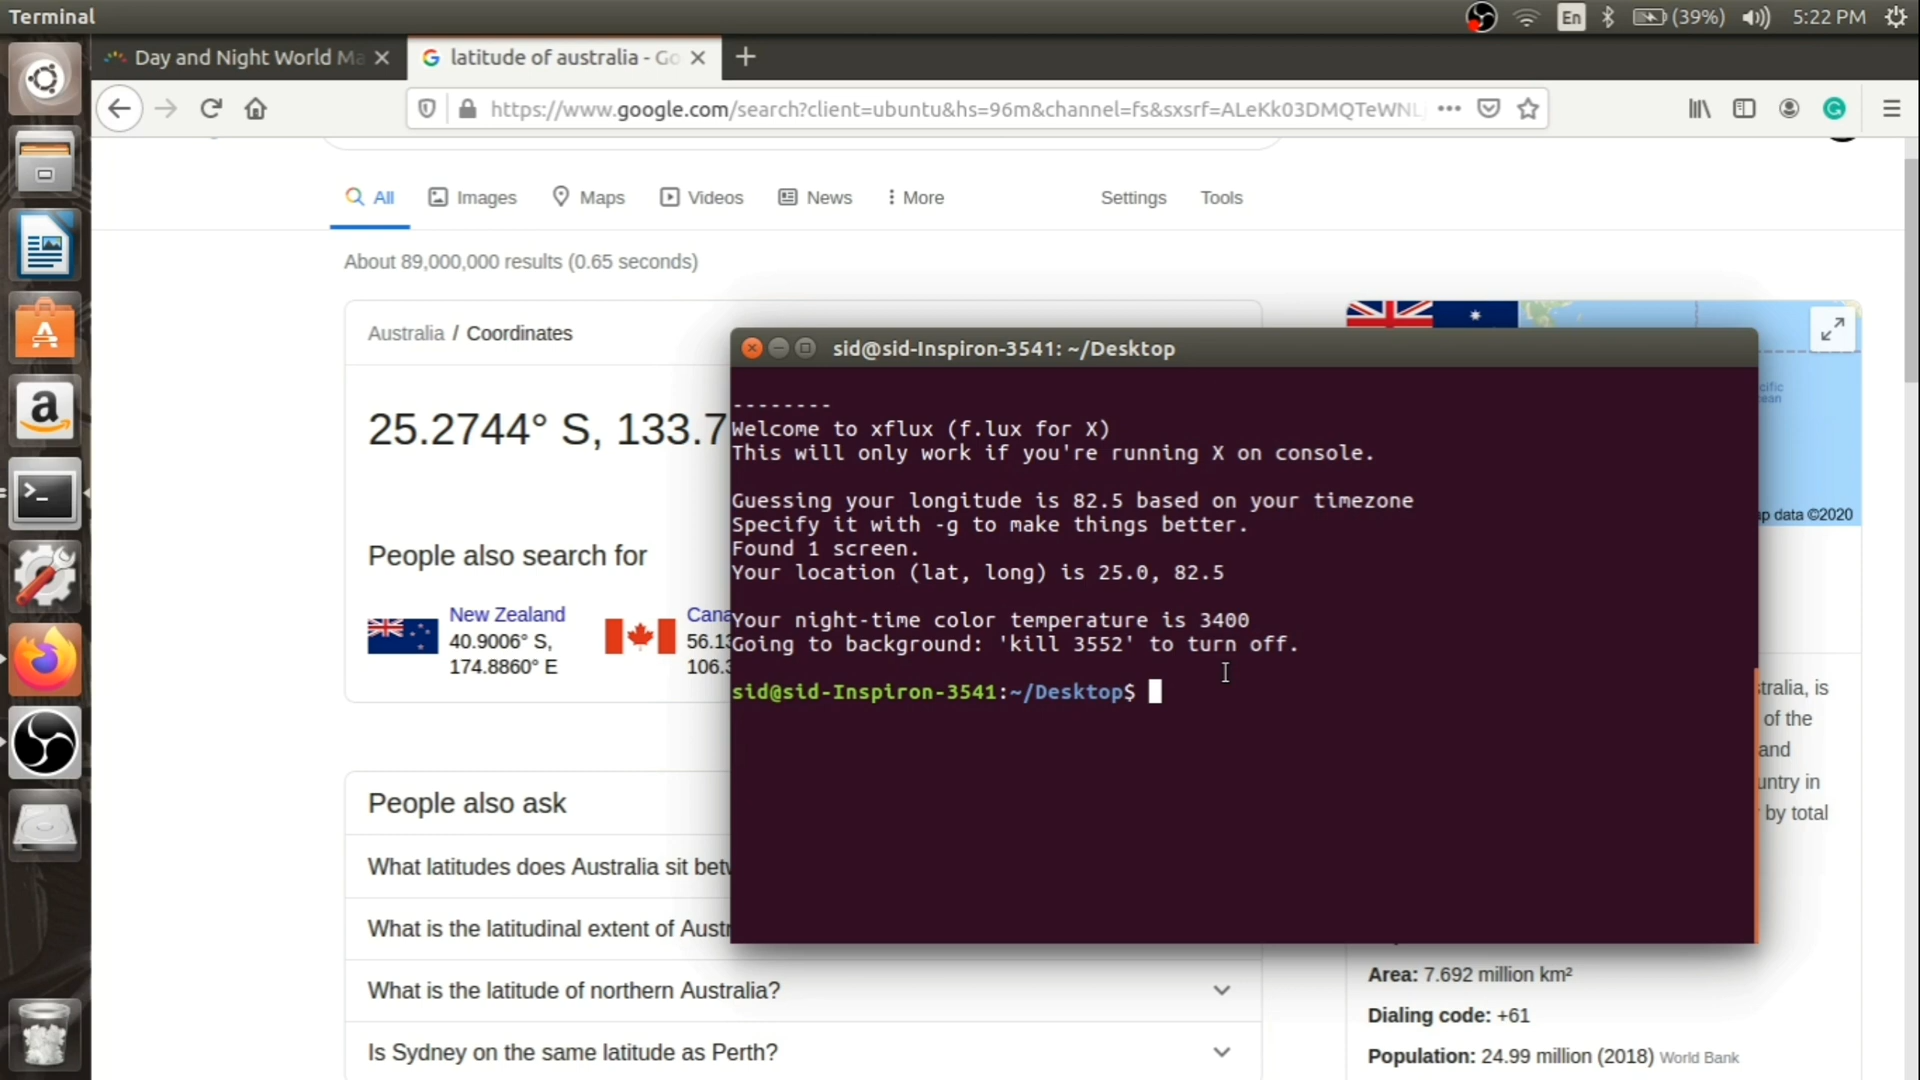 Terminal
En
(39%)
5:22 PM
Day and Night World Ma
latitude of australia - Go
https://www.google.com/search?client=ubuntu&hs=96m&channel=fs&sxsrf=ALeKk03DMQTeWNL
All
Images
Maps
Videos
News
More
Settings
Tools
About 89,000,000 results (0.65 seconds)
Australia / Coordinates
25.2744° S, 133.7
People also search for
New Zealand
40.9006° S,
174.8860° E
Cana
56.13
106.3
People also ask
What latitudes does Australia sit betw
What is the latitudinal extent of Austr
What is the latitude of northern Australia?
Is Sydney on the same latitude as Perth?
sid@sid-Inspiron-3541: ~/Desktop
--------
Welcome to xflux (f.lux for X)
This will only work if you're running X on console.
Guessing your longitude is 82.5 based on your timezone
Specify it with -g to make things better.
Found 1 screen.
Your location (lat, long) is 25.0, 82.5
Your night-time color temperature is 3400
Going to background: 'kill 3552' to turn off.
sid@sid-Inspiron-3541:~/Desktop$
cific
ean
ap data ©2020
stralia, is
of the
and
untry in
by total
Area: 7.692 million km²
Dialing code: +61
Population: 24.99 million (2018) World Bank